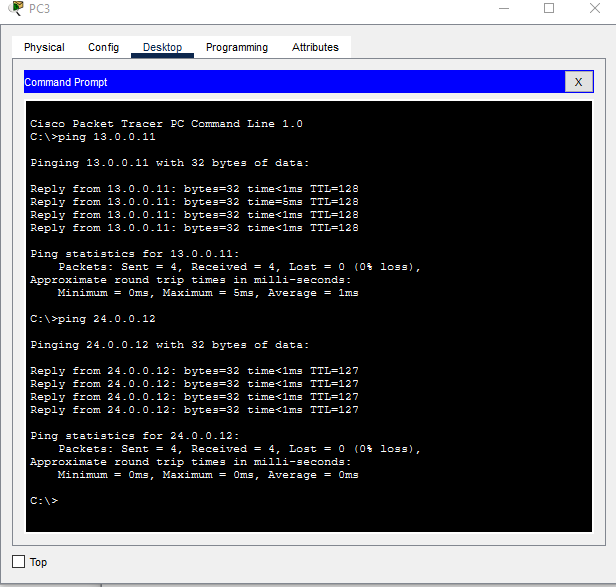 PC3
Physical Config Desktop Programming Attributes
Command Prompt X
Cisco Packet Tracer PC Command Line 1.0
C:\>ping 13.0.0.11
Pinging 13.0.0.11 with 32 bytes of data:
Reply from 13.0.0.11: bytes=32 time<1ms TTL=128
Reply from 13.0.0.11: bytes=32 time=5ms TTL=128
Reply from 13.0.0.11: bytes=32 time<1ms TTL=128
Reply from 13.0.0.11: bytes=32 time<1ms TTL=128
Ping statistics for 13.0.0.11:
Packets: Sent = 4, Received = 4, Lost = 0 (0% loss),
Approximate round trip times in milli-seconds:
Minimum = 0ms, Maximum = 5ms, Average = 1ms
C:\>ping 24.0.0.12
Pinging 24.0.0.12 with 32 bytes of data:
Reply from 24.0.0.12: bytes=32 time<1ms TTL=127
Reply from 24.0.0.12: bytes=32 time<1ms TTL=127
Reply from 24.0.0.12: bytes=32 time<1ms TTL=127
Reply from 24.0.0.12: bytes=32 time<1ms TTL=127
Ping statistics for 24.0.0.12:
Packets: Sent = 4, Received = 4, Lost = 0 (0% loss),
Approximate round trip times in milli-seconds:
Minimum = 0ms, Maximum = 0ms, Average = 0ms
C:\>
Top